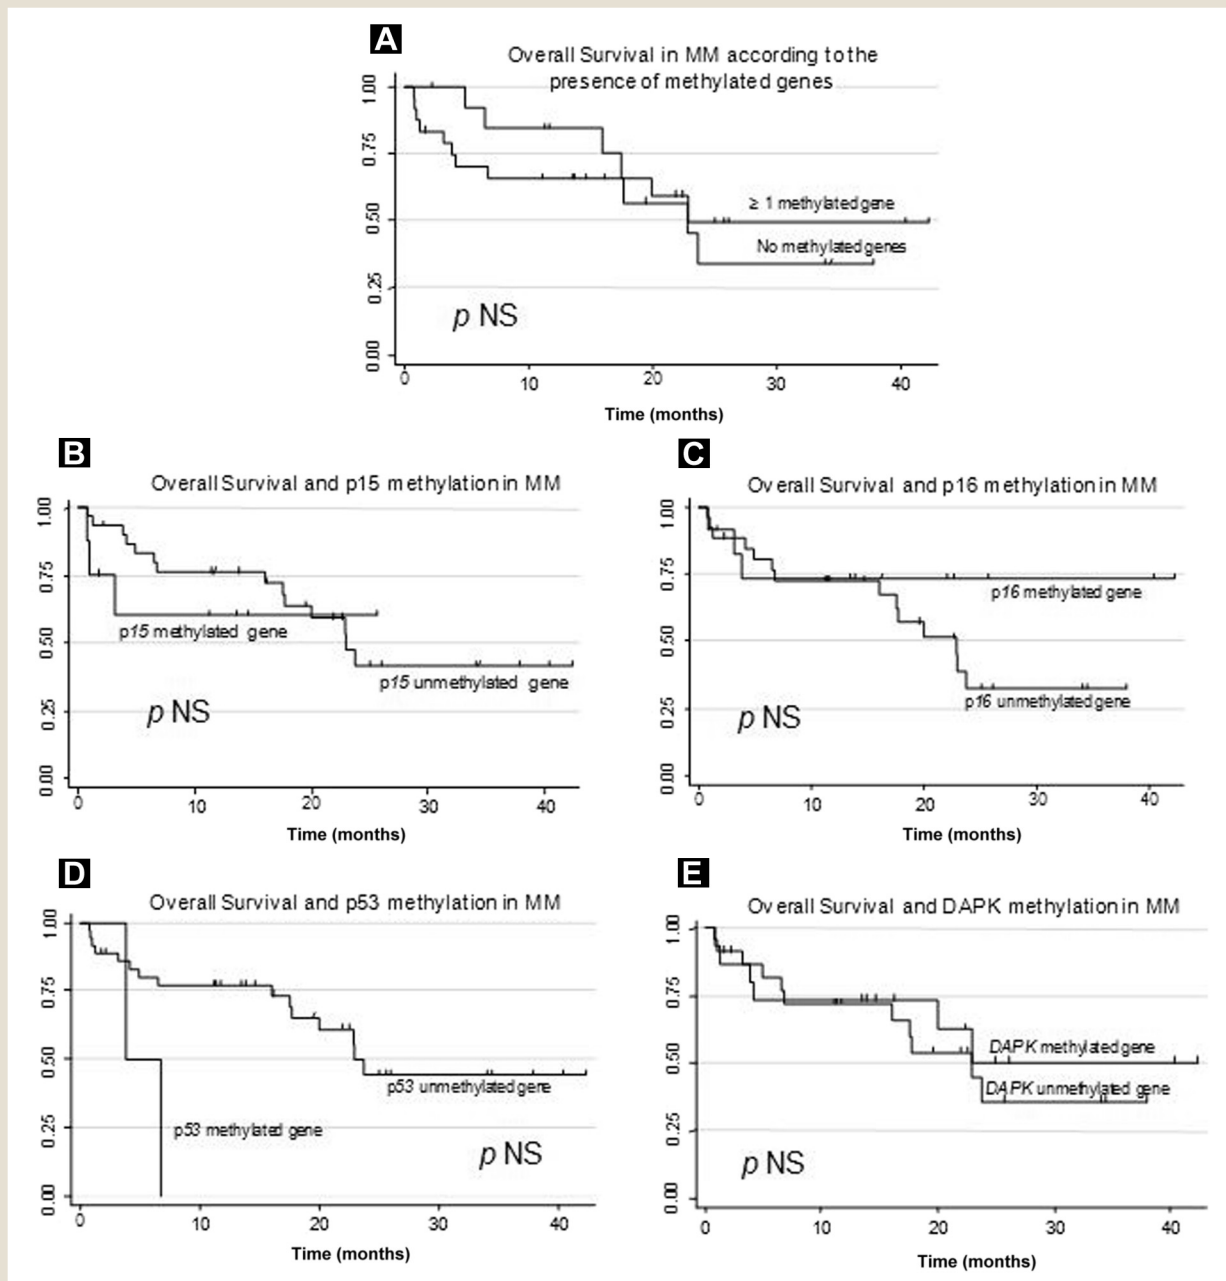 A
Overall Survival in MM according to the
presence of methylated genes
1.00
0.75
0.50
0.25
0.00
≥ 1 methylated gene
No methylated genes
p NS
0 10 20 30 40
Time (months)
B
Overall Survival and p15 methylation in MM
1.00
0.75
0.50
0.25
0.00
p15 methylated gene
p15 unmethylated gene
p NS
0 10 20 30 40
Time (months)
C
Overall Survival and p16 methylation in MM
1.00
0.75
0.50
0.25
0.00
p16 methylated gene
p16 unmethylated gene
p NS
0 10 20 30 40
Time (months)
D
Overall Survival and p53 methylation in MM
1.00
0.75
0.50
0.25
0.00
p53 unmethylated gene
p53 methylated gene
p NS
0 10 20 30 40
Time (months)
E
Overall Survival and DAPK methylation in MM
1.00
0.75
0.50
0.25
0.00
DAPK methylated gene
DAPK unmethylated gene
p NS
0 10 20 30 40
Time (months)